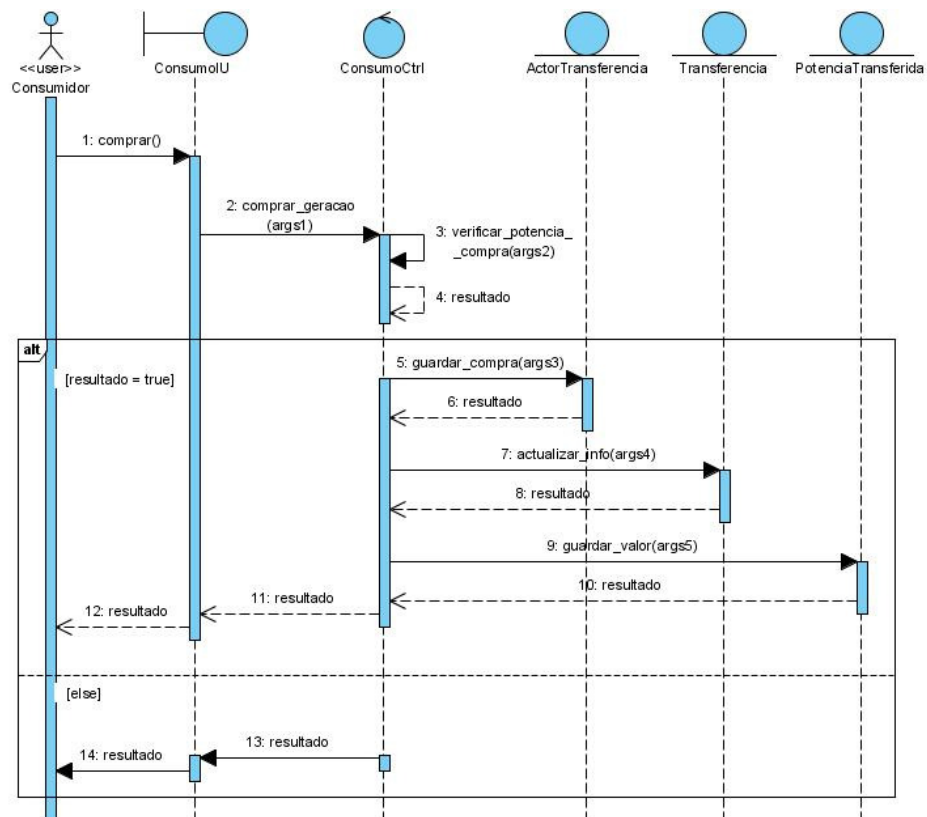 <<user>>
Consumidor
ConsumoIU
ConsumoCtrl
ActorTransferencia
Transferencia
PotenciaTransferida
1: comprar()
2: comprar_geracao
(args1)
3: verificar_potencia_
_compra(args2)
4: resultado
alt
[resultado = true]
5: guardar_compra(args3)
6: resultado
7: actualizar_info(args4)
8: resultado
9: guardar_valor(args5)
10: resultado
11: resultado
12: resultado
[else]
13: resultado
14: resultado